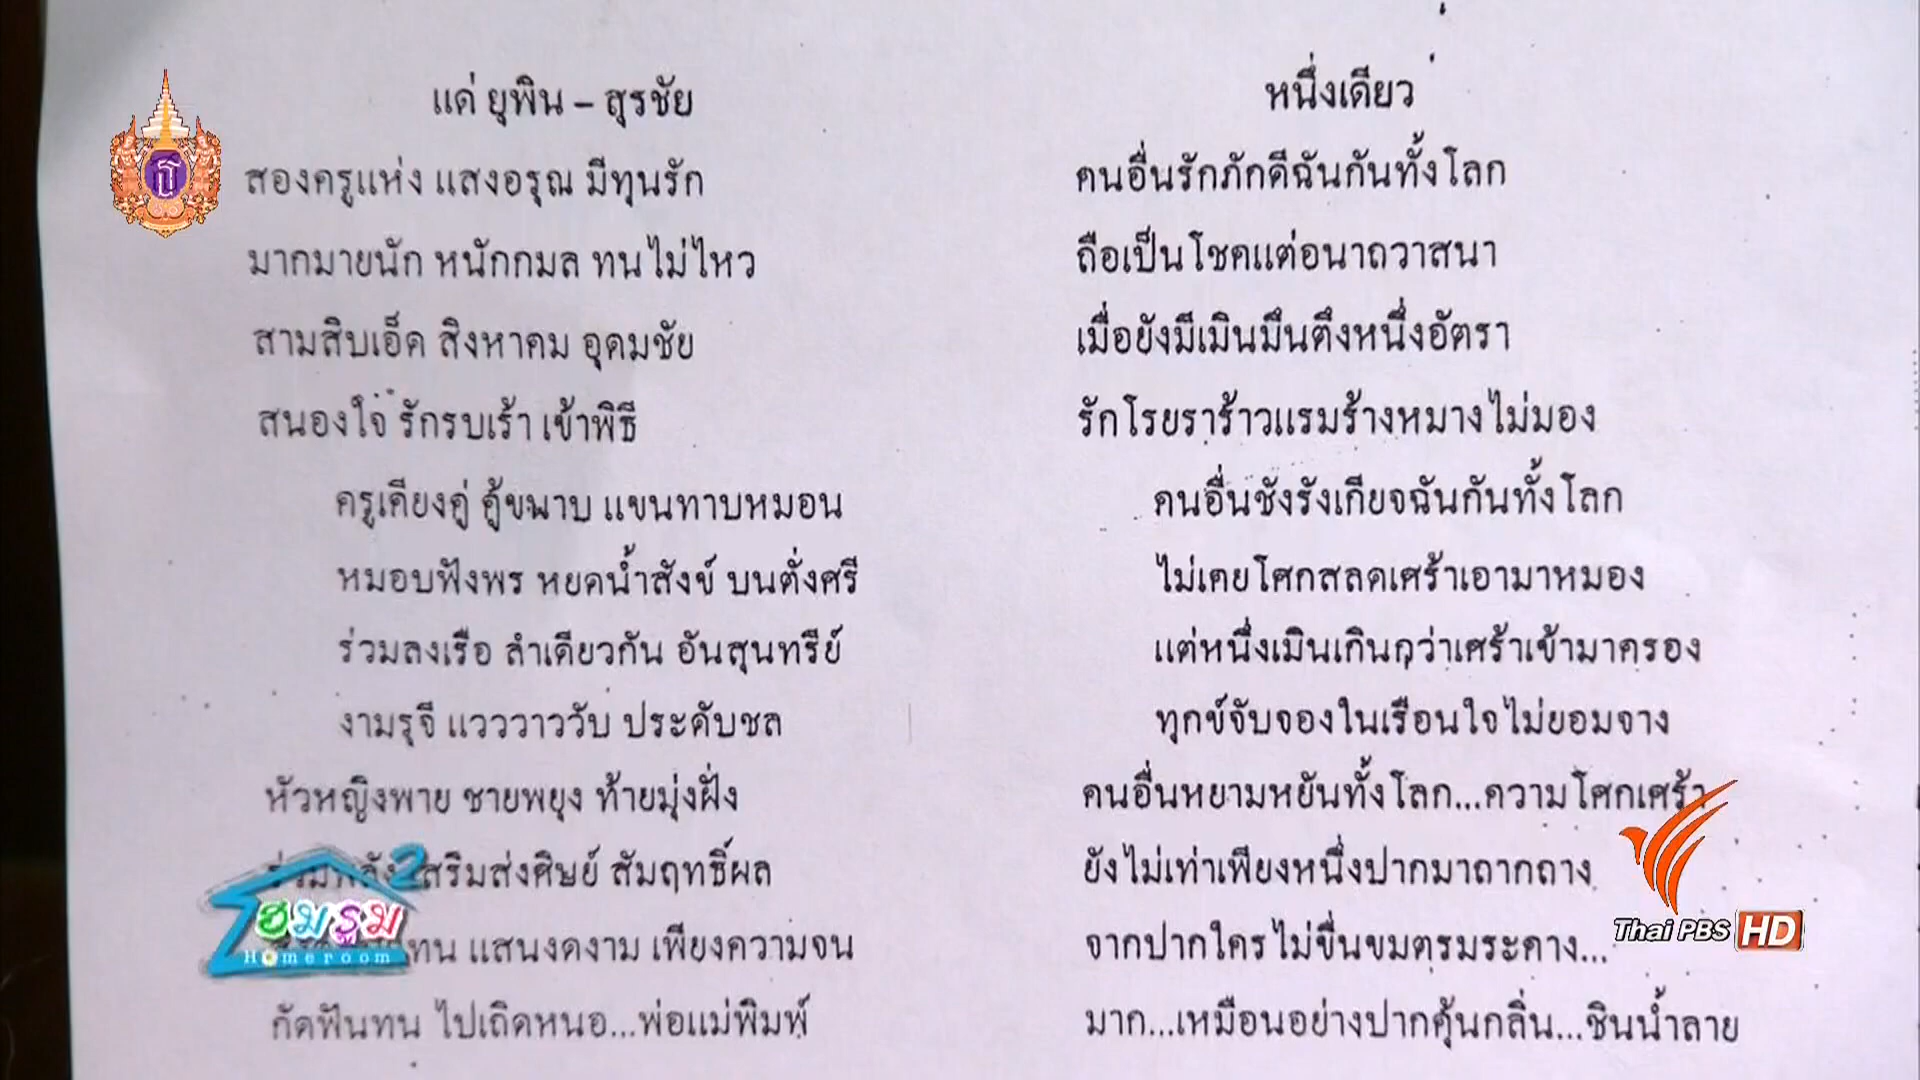 แด่ ยุพิน – สุรชัย
สองครูแห่ง แสงอรุณ มีทุนรัก
มากมายนัก หนักกมล ทนไม่ไหว
สามสิบเอ็ด สิงหาคม อุดมชัย
สนองใจ รักรบเร้า เข้าพิธี
ครูเคียงคู่ คู้ขนาบ แขนทาบหมอน
หมอบฟังพร หยดน้ำสังข์ บนตั่งศรี
ร่วมลงเรือ ลำเดียวกัน อันสุนทรีย์
งามรุจี แวววาววับ ประดับชล
หัวหญิงพาย ชายพยุง ท้ายมุ่งฝั่ง
ร่วมพลัง เสริมส่งศิษย์ สัมฤทธิ์ผล
ทน แสนงดงาม เพียงความจน
กัดฟันทน ไปเถิดหนอ...พ่อแม่พิมพ์
หนึ่งเดียว
คนอื่นรักภักดีฉันกันทั้งโลก
ถือเป็นโชคแต่อนาถวาสนา
เมื่อยังมีเมินมึนตึงหนึ่งอัตรา
รักโรยราร้าวแรมร้างหมางไม่มอง
คนอื่นชังรังเกียจฉันกันทั้งโลก
ไม่เคยโศกสลดเศร้าเอามาหมอง
แต่หนึ่งเมินเกินกว่าเศร้าเข้ามาครอง
ทุกข์จับจองในเรือนใจไม่ยอมจาง
คนอื่นหยามหยันทั้งโลก...ความโศกเศร้า
ยังไม่เท่าเพียงหนึ่งปากมาถากถาง
จากปากใครไม่ขื่นขมตรมระคาง...
มาก...เหมือนอย่างปากคุ้นกลิ่น...ชินน้ำลาย
โฮมรูม 2
Homeroom
Thai PBS HD